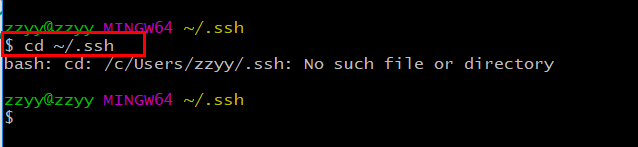 zzyy@zzyy MINGW64 ~/.ssh
$ cd ~/.ssh
bash: cd: /c/Users/zzyy/.ssh: No such file or directory
zzyy@zzyy MINGW64 ~/.ssh
$